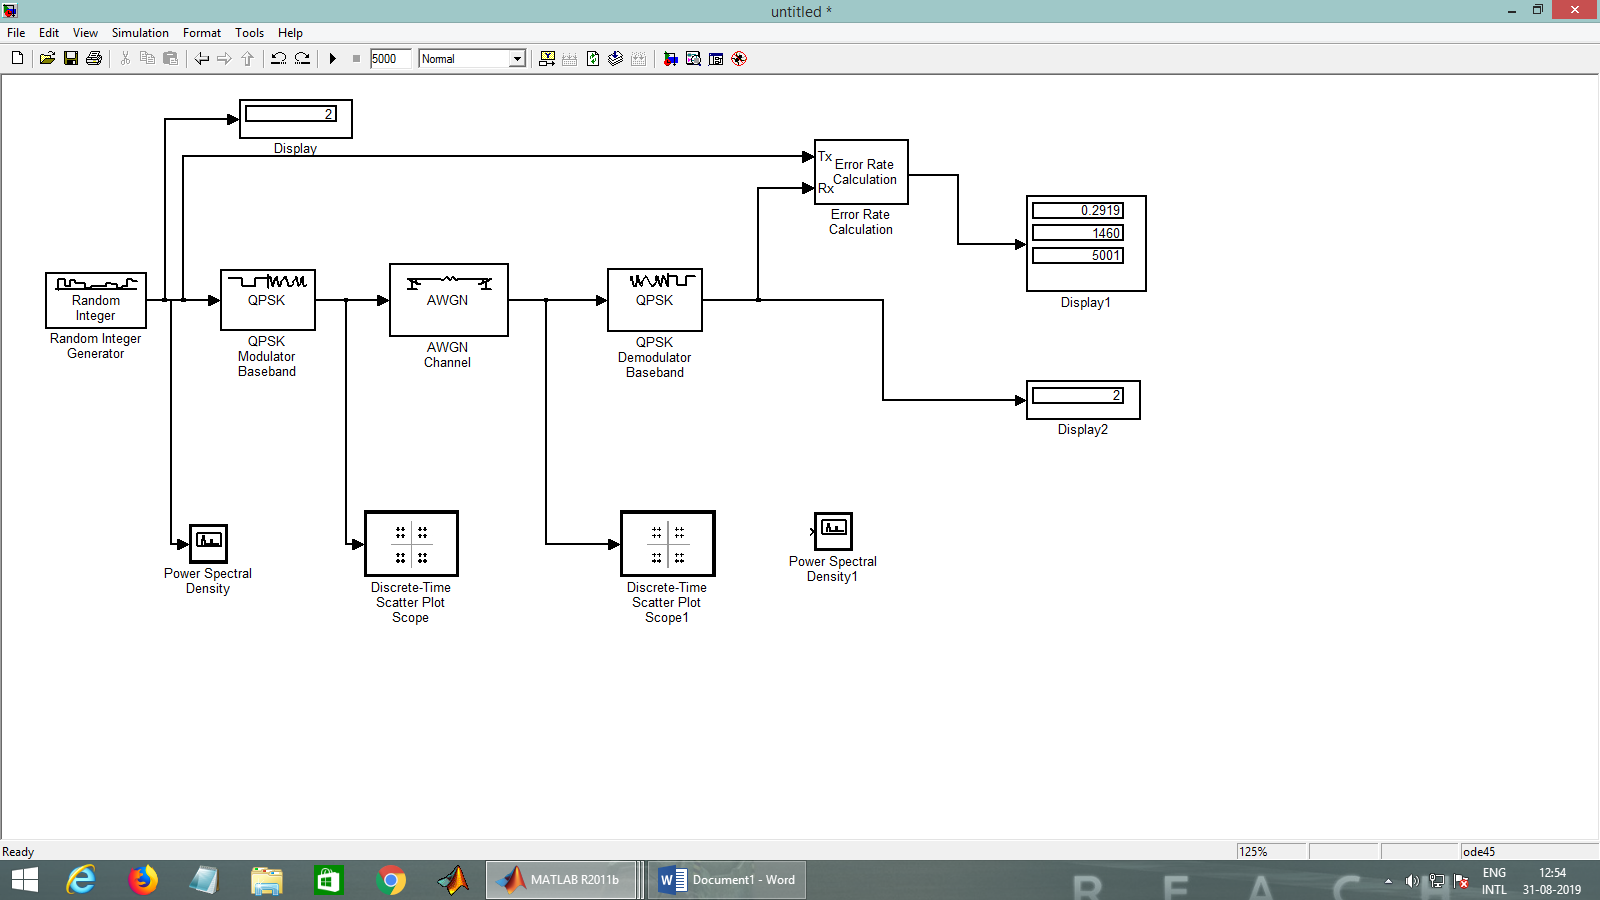 untitled *
File Edit View Simulation Format Tools Help
5000 Normal
2
Display
Tx
Rx
Error Rate
Calculation
Error Rate
Calculation
0.2919
1460
5001
Display1
Random
Integer
Random Integer
Generator
QPSK
QPSK
Modulator
Baseband
AWGN
AWGN
Channel
QPSK
QPSK
Demodulator
Baseband
2
Display2
Power Spectral
Density
Discrete-Time
Scatter Plot
Scope
Discrete-Time
Scatter Plot
Scope1
Power Spectral
Density1
Ready 125% ode45
MATLAB R2011b Document1 - Word
R E A C H
ENG 12:54
INTL 31-08-2019